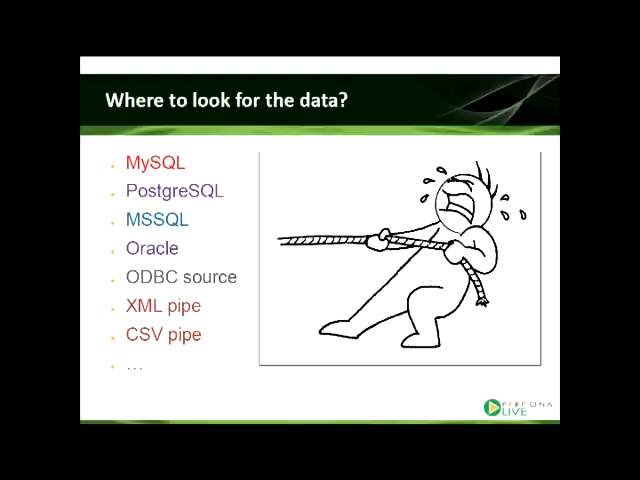 Where to look for the data?
MySQL
PostgreSQL
MSSQL
Oracle
ODBC source
XML pipe
CSV pipe
...
PERCONA
LIVE